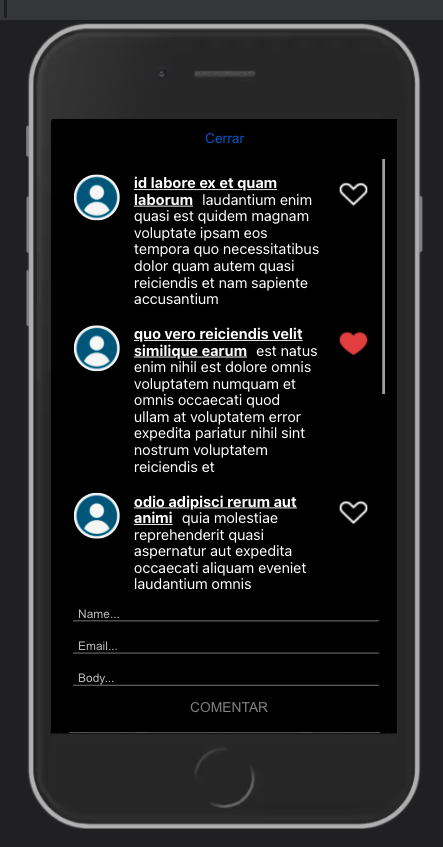 Cerrar
id labore ex et quam
laborum laudantium enim
quasi est quidem magnam
voluptate ipsam eos
tempora quo necessitatibus
dolor quam autem quasi
reiciendis et nam sapiente
accusantium
quo vero reiciendis velit
similique earum est natus
enim nihil est dolore omnis
voluptatem numquam et
omnis occaecati quod
ullam at voluptatem error
expedita pariatur nihil sint
nostrum voluptatem
reiciendis et
odio adipisci rerum aut
animi quia molestiae
reprehenderit quasi
aspernatur aut expedita
occaecati aliquam eveniet
laudantium omnis
Name...
Email...
Body...
COMENTAR